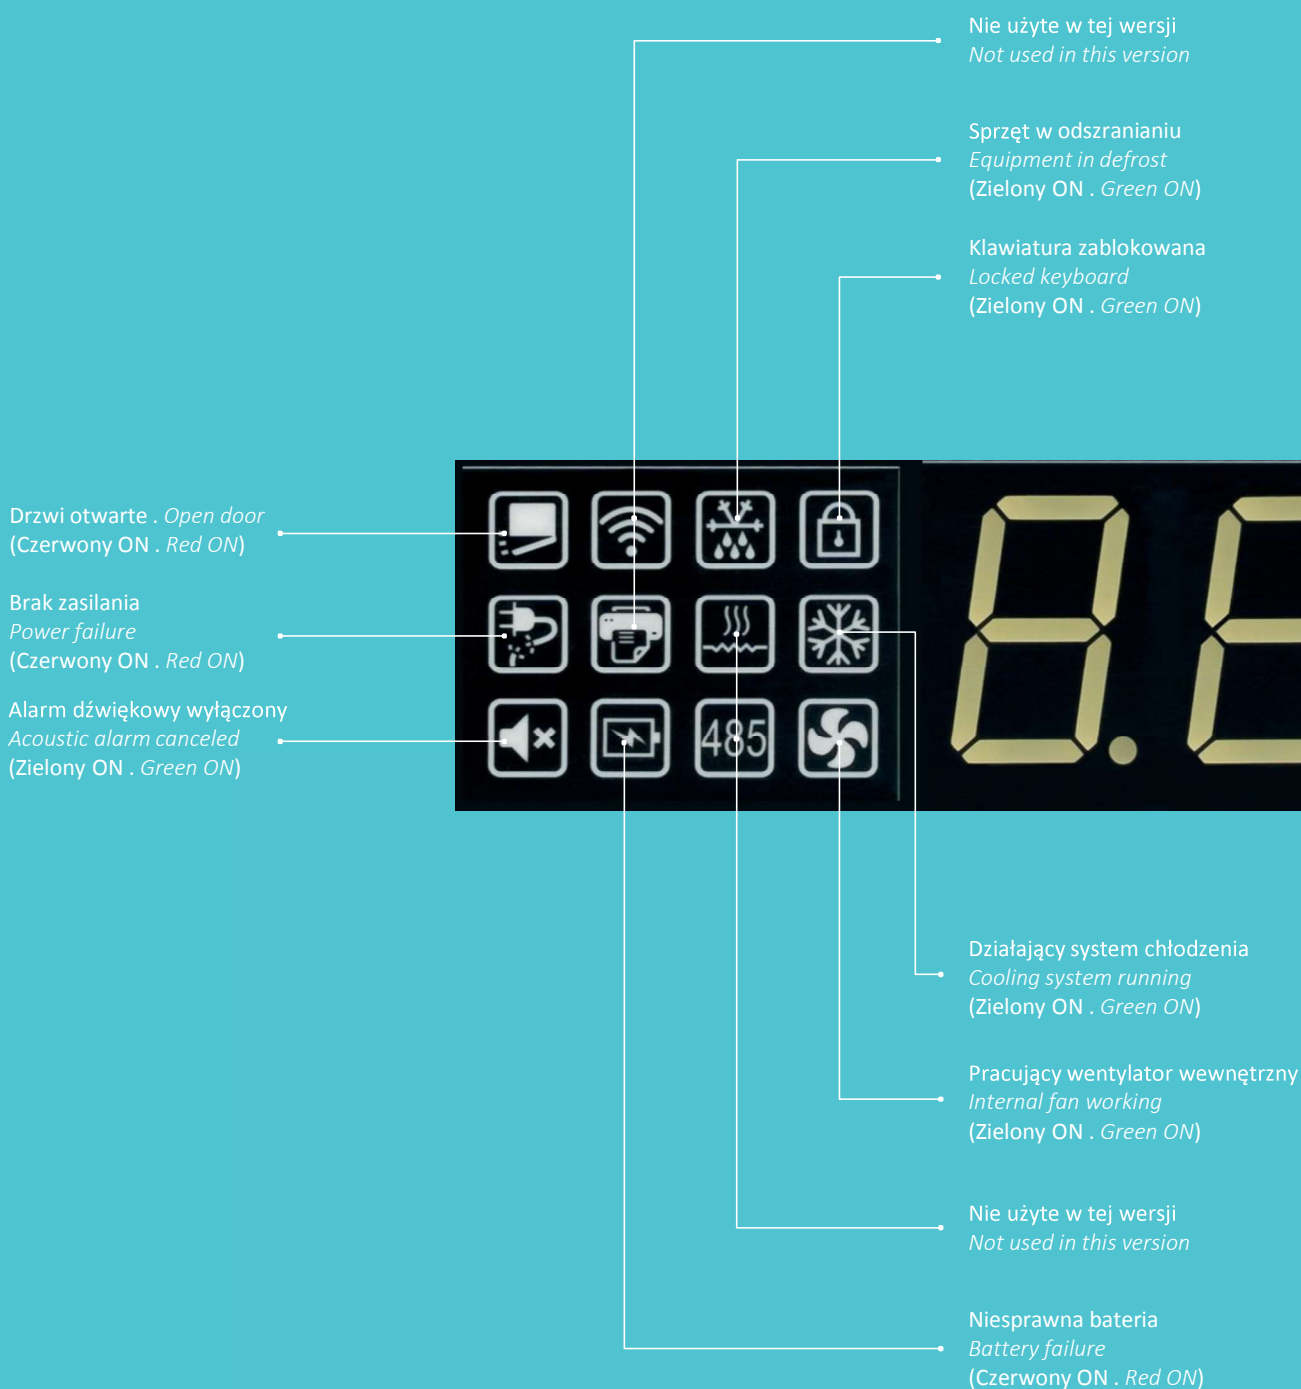 Nie użyte w tej wersji
Not used in this version
Sprzęt w odszranianiu
Equipment in defrost
(Zielony ON . Green ON)
Klawiatura zablokowana
Locked keyboard
(Zielony ON . Green ON)
Drzwi otwarte . Open door
(Czerwony ON . Red ON)
Brak zasilania
Power failure
(Czerwony ON . Red ON)
Alarm dźwiękowy wyłączony
Acoustic alarm canceled
(Zielony ON . Green ON)
485
8.8
Działający system chłodzenia
Cooling system running
(Zielony ON . Green ON)
Pracujący wentylator wewnętrzny
Internal fan working
(Zielony ON . Green ON)
Nie użyte w tej wersji
Not used in this version
Niesprawna bateria
Battery failure
(Czerwony ON . Red ON)